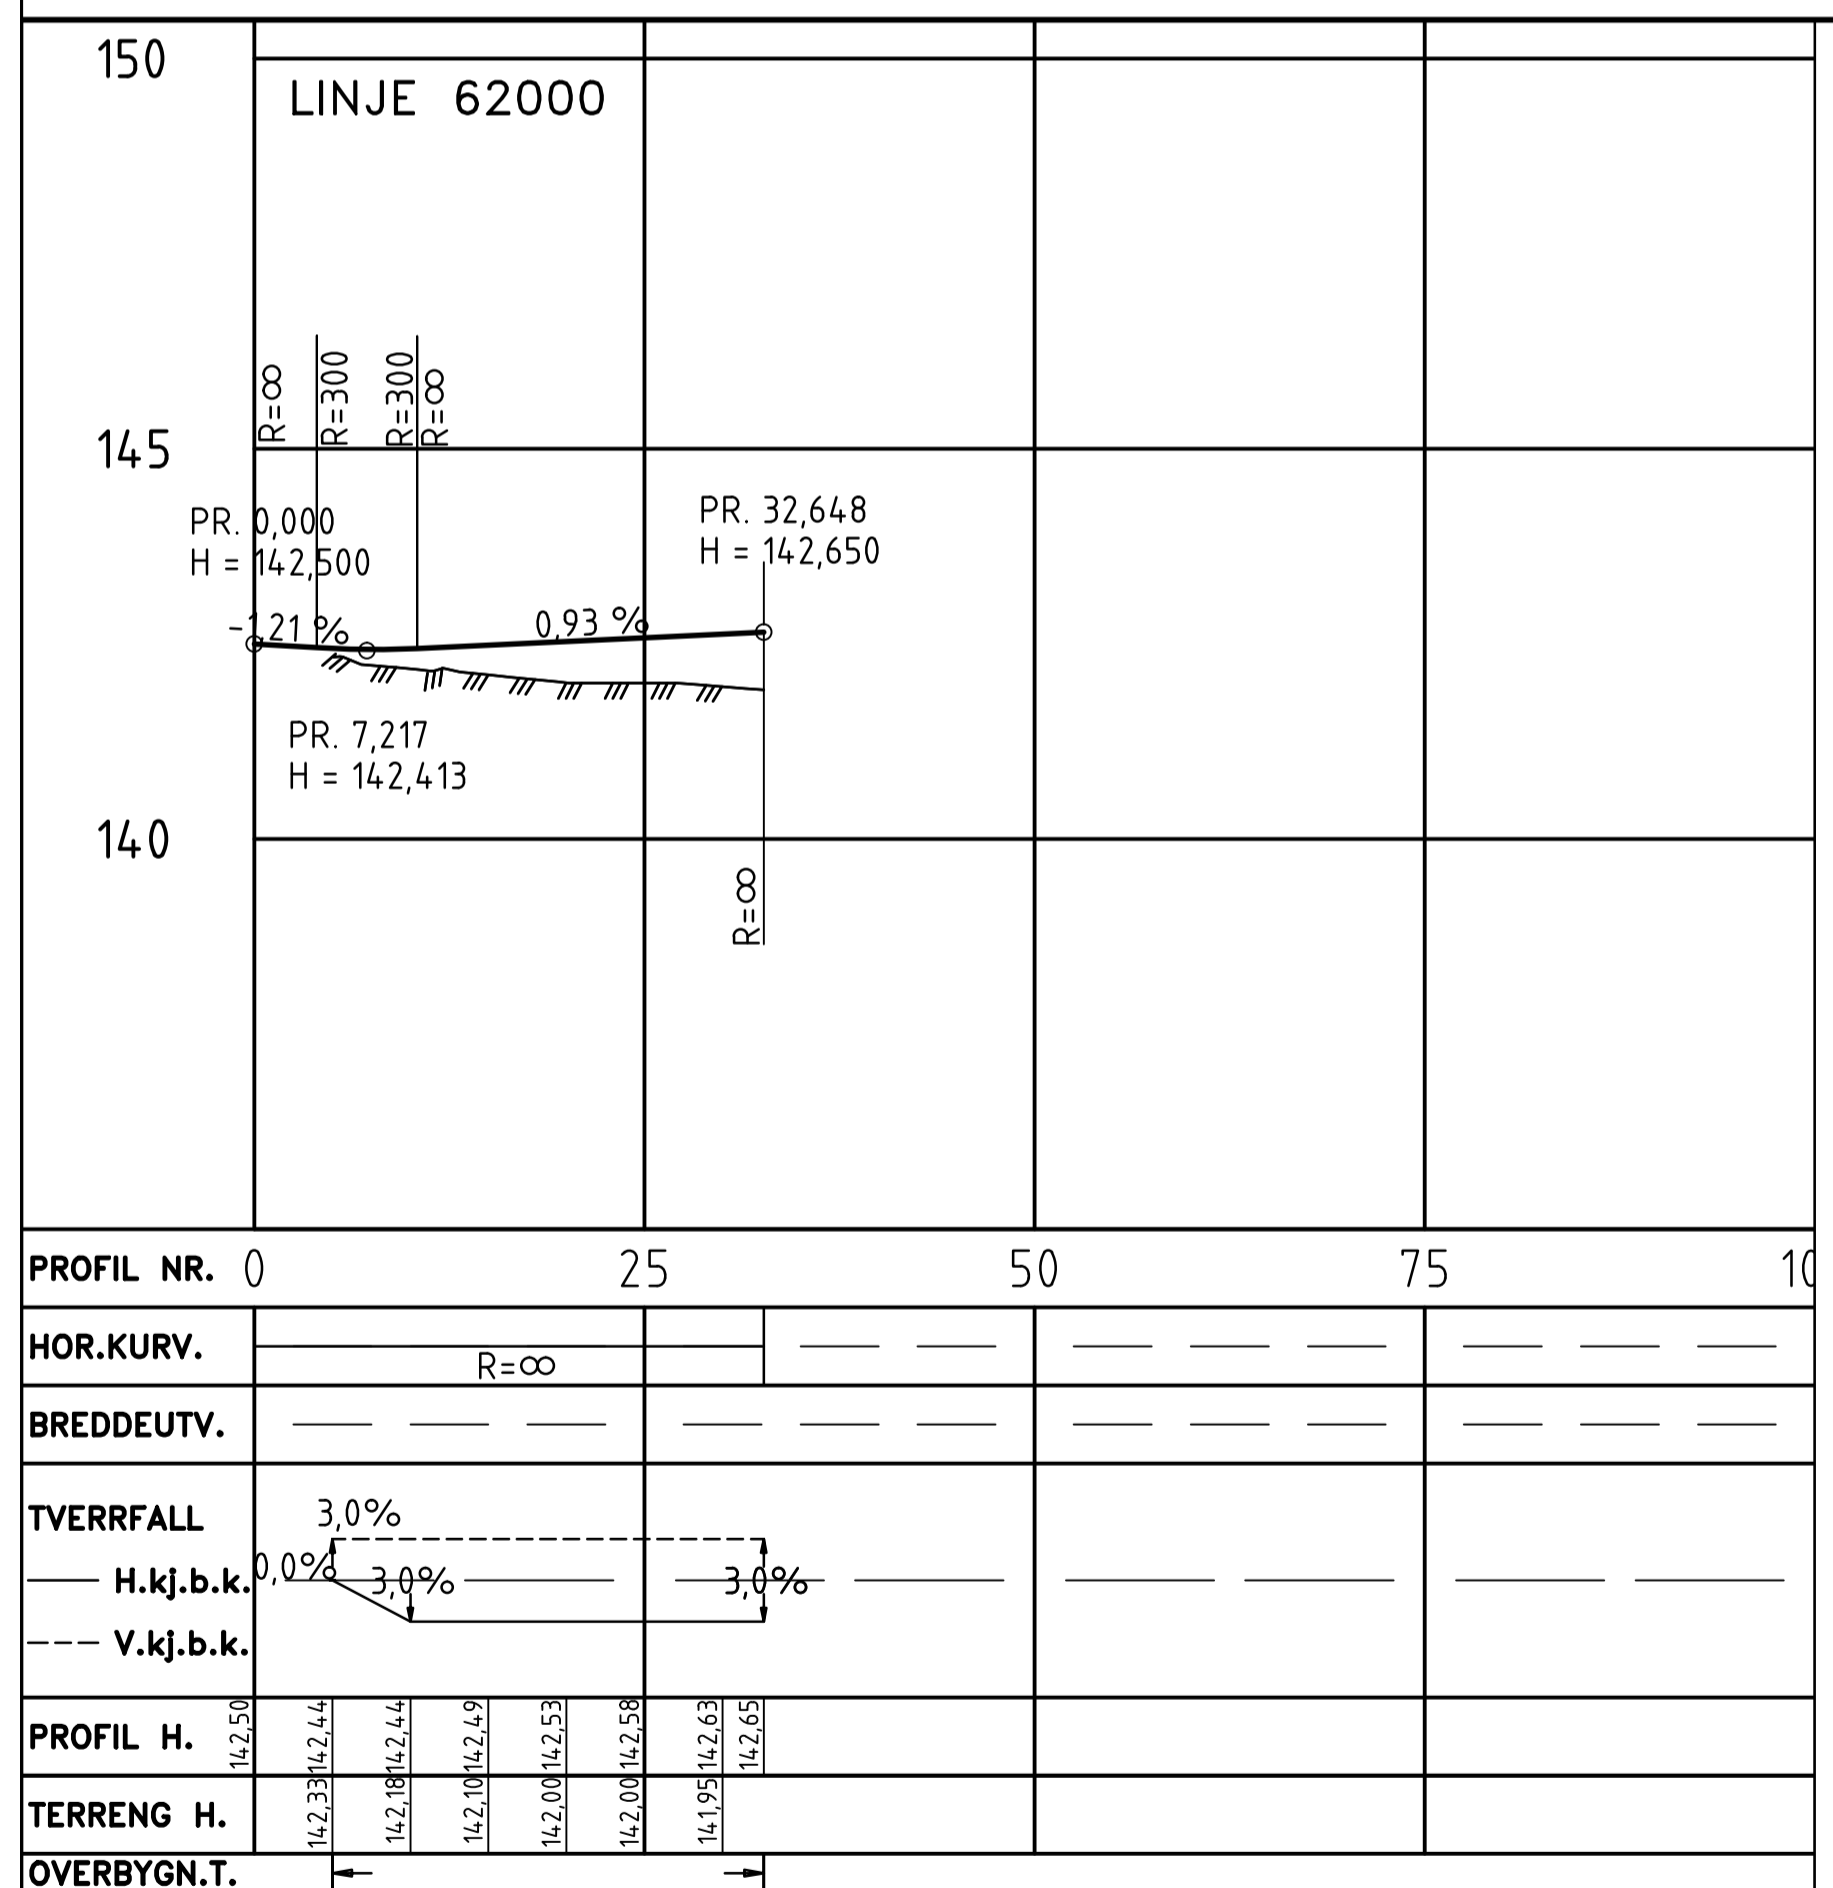 150
LINJE 62000
R=∞
R=300
R=300
R=∞
145
PR. 0,000
H = 142,500
PR. 32,648
H = 142,650
-1,21 %
0,93 %
PR. 7,217
H = 142,413
140
R=∞
PROFIL NR. 0 25 50 75 10
HOR.KURV.
R=∞
BREDDEUTV.
TVERRFALL
3,0%
H.kj.b.k.
0,0%
3,0%
3,0%
V.kj.b.k.
PROFIL H. 142,50 142,44 142,44 142,49 142,53 142,58 142,63 142,65
TERRENG H. 142,33 142,18 142,10 142,00 142,00 141,95
OVERBYGN.T.